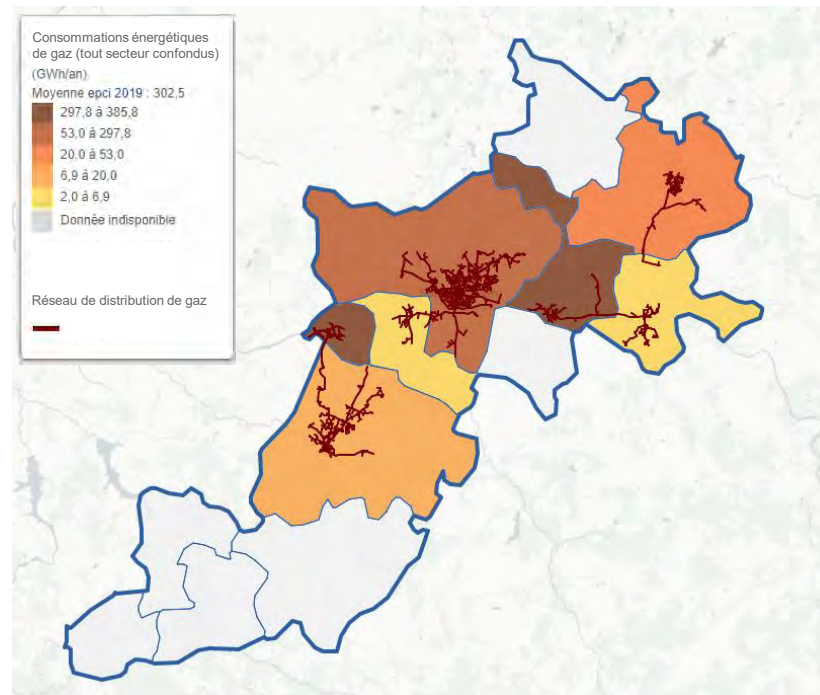 Consommations énergétiques
de gaz (tout secteur confondus)
(GWh/an)
Moyenne epci 2019 : 302,5
297,8 à 385,8
53,0 à 297,8
20,0 à 53,0
6,9 à 20,0
2,0 à 6,9
Donnée indisponible
Réseau de distribution de gaz